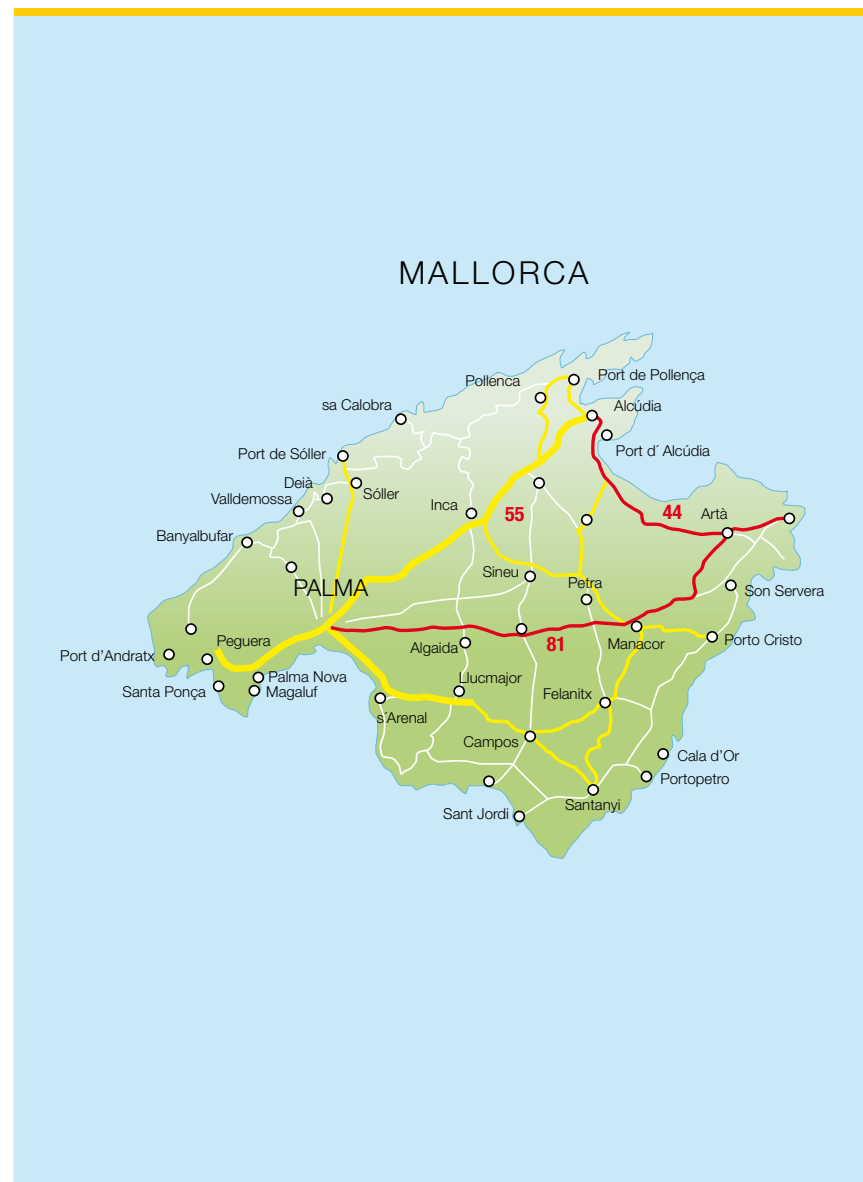 MALLORCA
Pollenca
Port de Pollença
sa Calobra
Alcúdia
Port d´ Alcúdia
Port de Sóller
Deià
Sóller
Valldemossa
Inca
55
44
Artà
Banyalbufar
Sineu
Petra
PALMA
Son Servera
Peguera
Port d'Andratx
Algaida
81
Manacor
Porto Cristo
Palma Nova
Santa Ponça
Magaluf
Llucmajor
Felanitx
s´Arenal
Campos
Cala d'Or
Portopetro
Sant Jordi
Santanyi